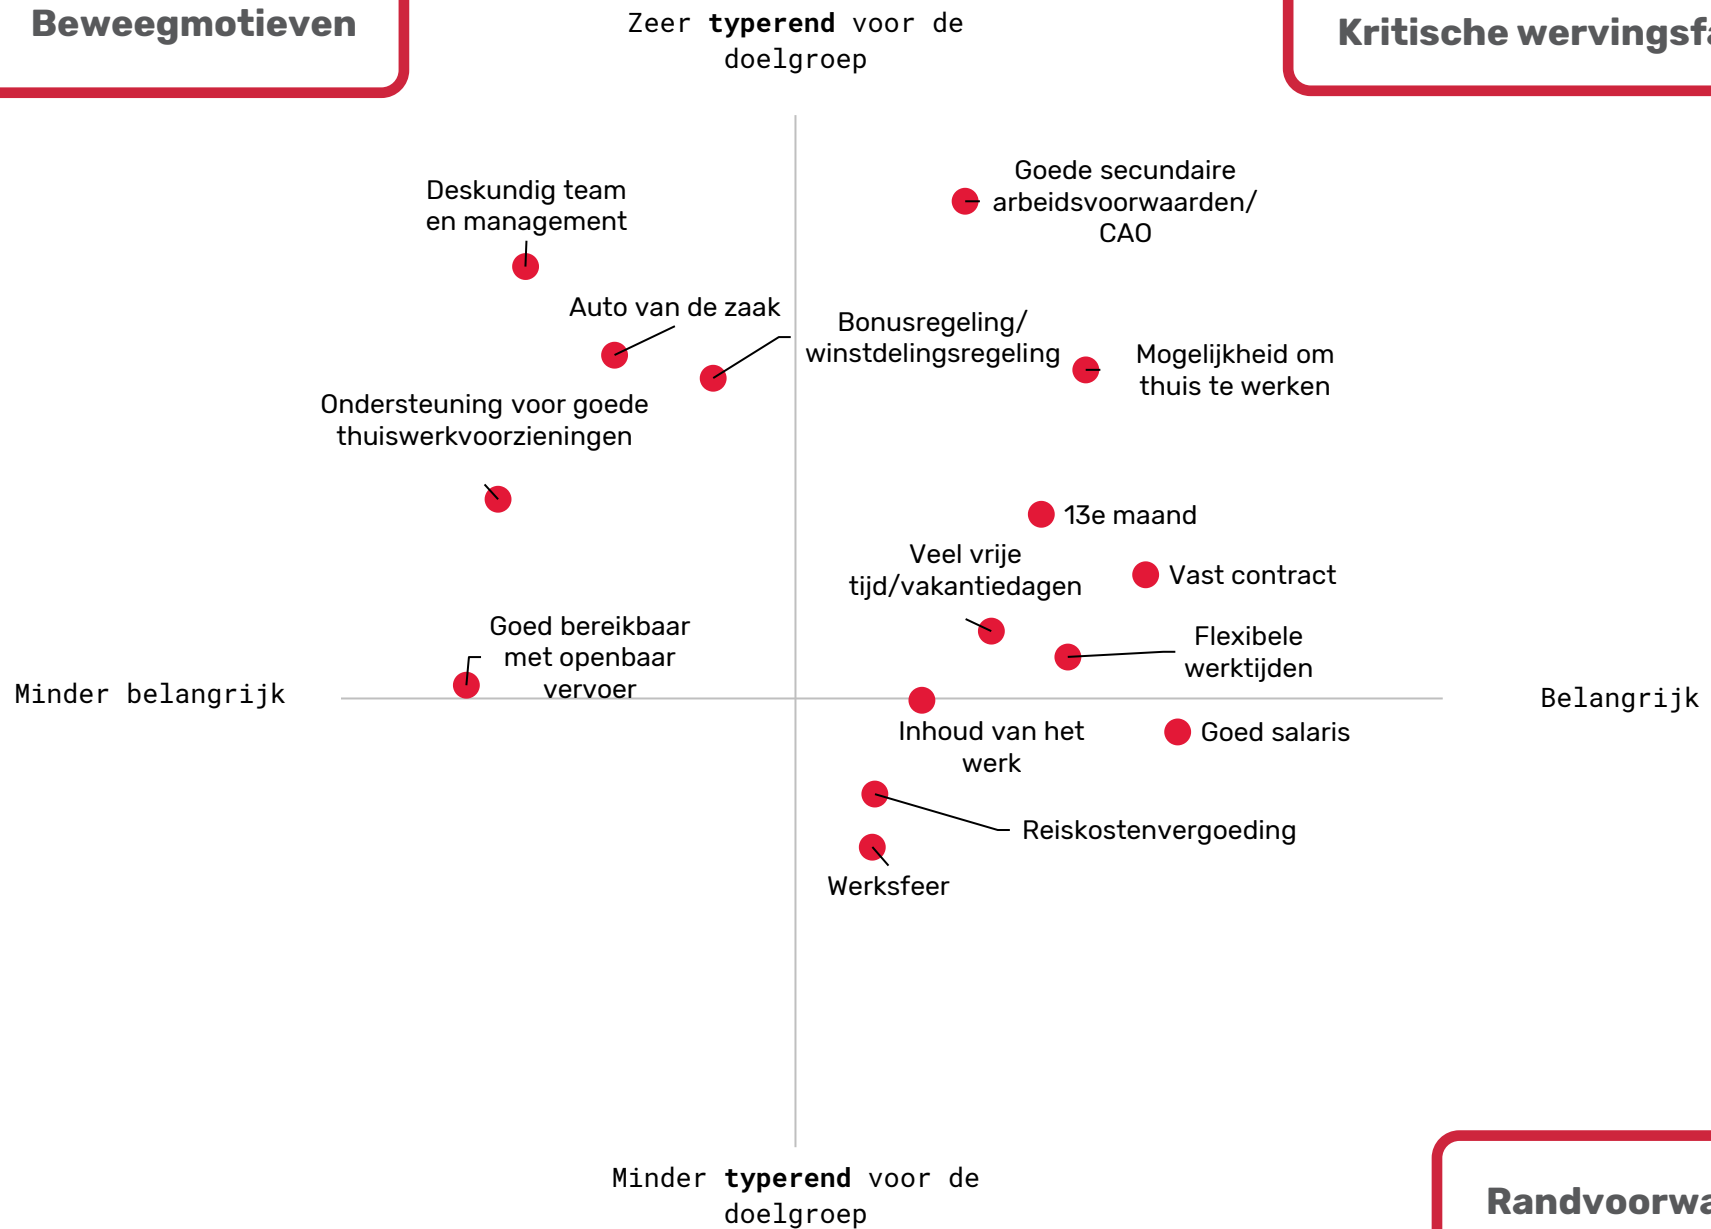 Beweegmotieven
Zeer typerend voor de
doelgroep
Kritische
Deskundig team
en management
Goede secundaire
arbeidsvoorwaarden/
CAO
Auto van de zaak
Bonusregeling/
winstdelingsregeling
Mogelijkheid om
thuis te werken
Ondersteuning voor goede
thuiswerkvoorzieningen
13e maand
Veel vrije
tijd/vakantiedagen
Vast contract
Goed bereikbaar
met openbaar
vervoer
Flexibele
werktijden
Minder belangrijk
Belangrijk
Inhoud van het
werk
Goed salaris
Reiskostenvergoeding
Werksfeer
Minder typerend voor de
doelgroep